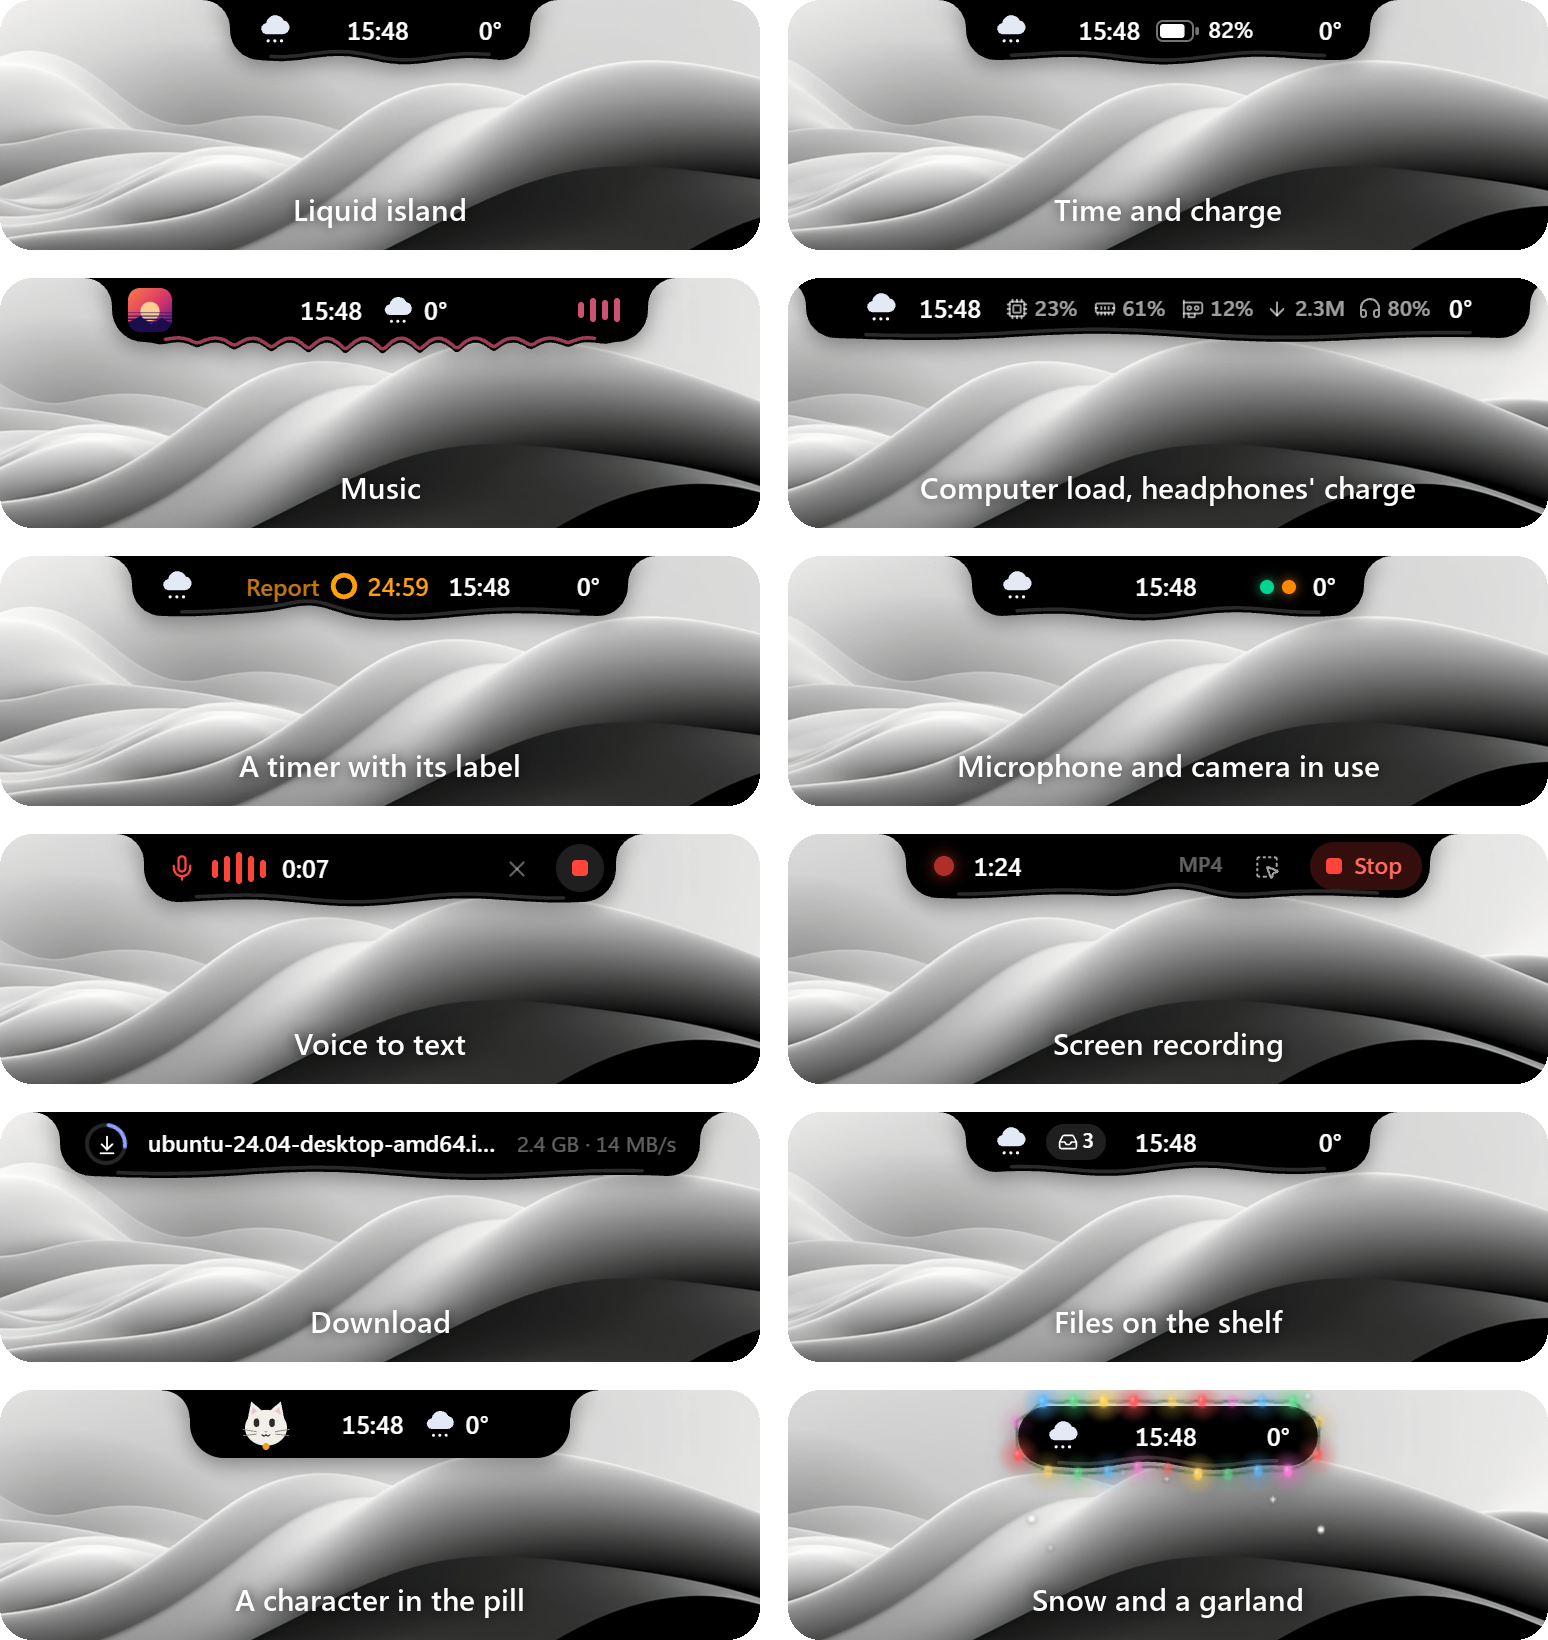 15:48 0°
Liquid island
15:48 82% 0°
Time and charge
15:48 0°
Music
15:48 23% 61% 12% 2.3M 80% 0°
Computer load, headphones' charge
Report 24:59 15:48 0°
A timer with its label
15:48 0°
Microphone and camera in use
0:07
Voice to text
1:24 MP4 Stop
Screen recording
ubuntu-24.04-desktop-amd64.i... 2.4 GB · 14 MB/s
Download
3 15:48 0°
Files on the shelf
15:48 0°
A character in the pill
15:48 0°
Snow and a garland